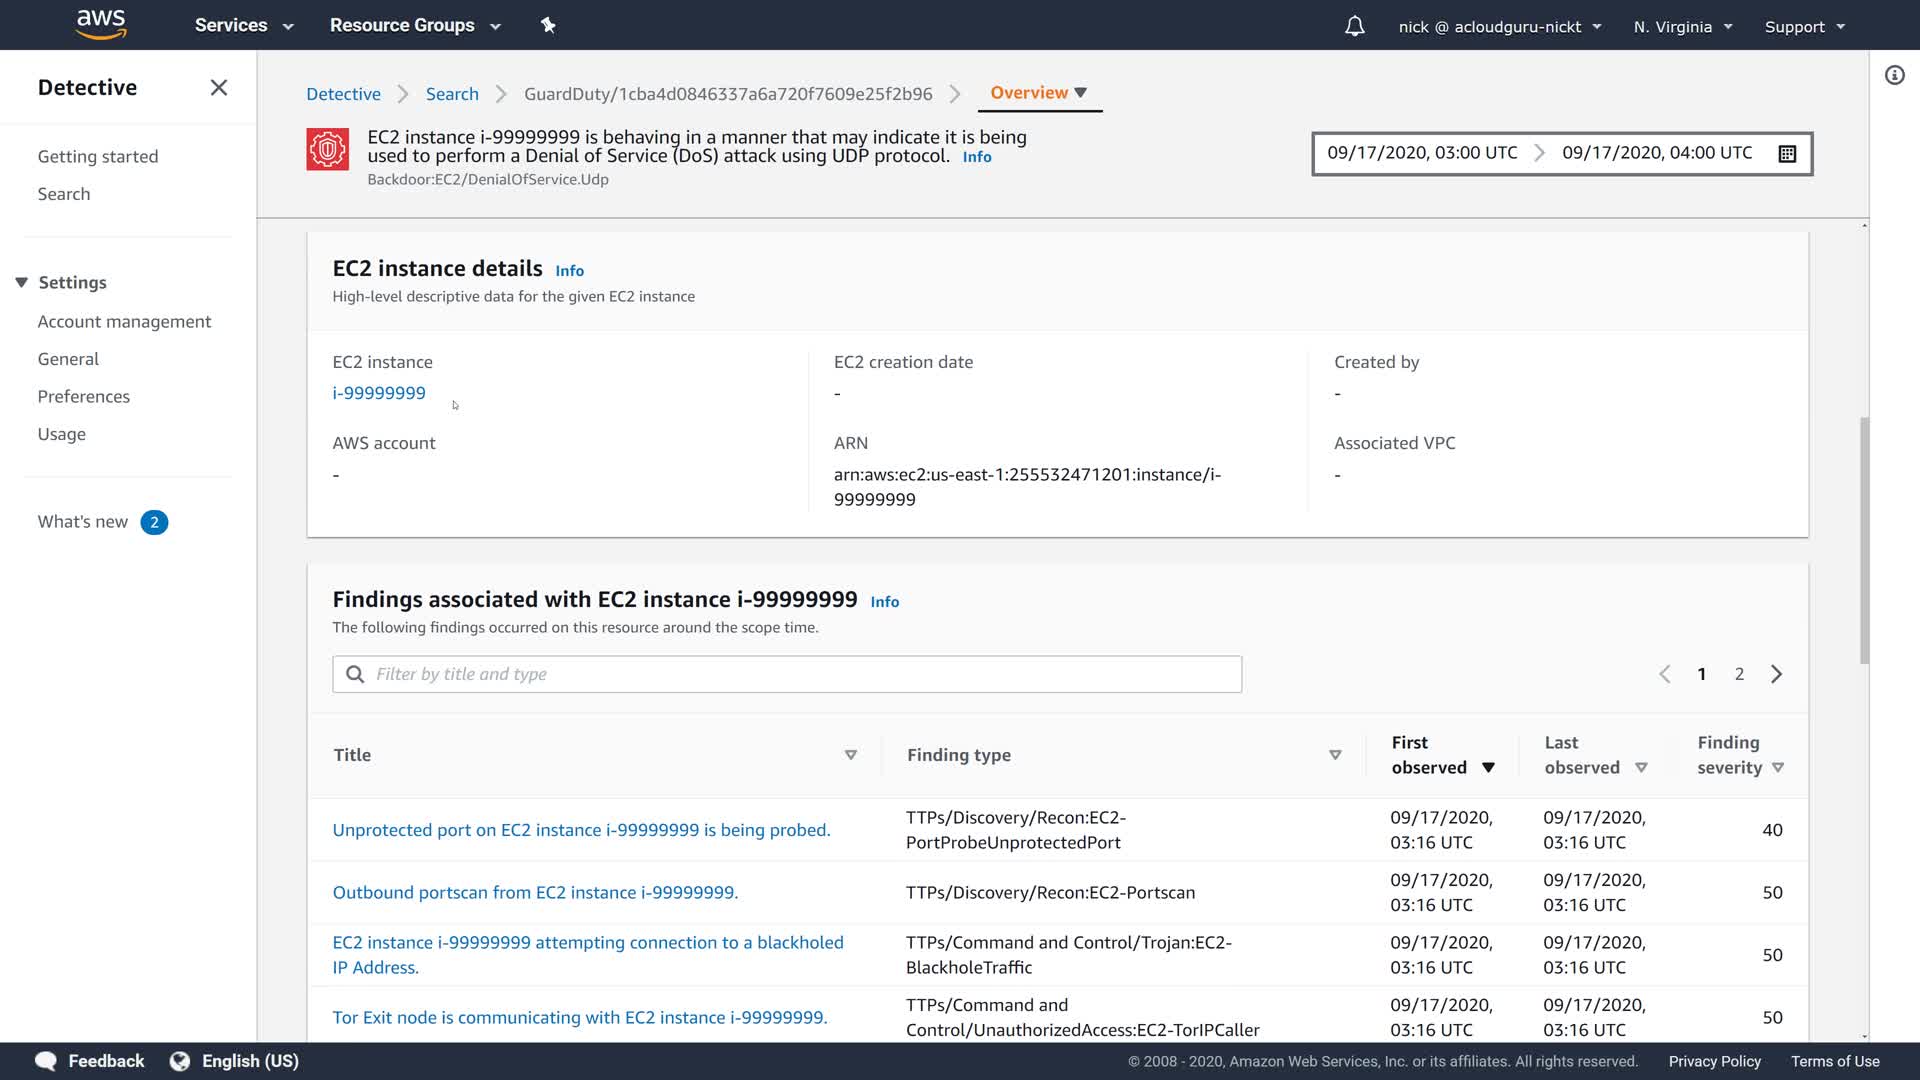 aws
Services
Resource Groups
nick @ acloudguru-nickt
N. Virginia
Support
Detective
Getting started
Search
Settings
Account management
General
Preferences
Usage
What's new 2
Detective
Search
GuardDuty/1cba4d0846337a6a720f7609e25f2b96
Overview
EC2 instance i-99999999 is behaving in a manner that may indicate it is being
used to perform a Denial of Service (DoS) attack using UDP protocol. Info
Backdoor:EC2/DenialOfService.Udp
09/17/2020, 03:00 UTC
09/17/2020, 04:00 UTC
EC2 instance details Info
High-level descriptive data for the given EC2 instance
EC2 instance
i-99999999
EC2 creation date
-
Created by
-
AWS account
-
ARN
arn:aws:ec2:us-east-1:255532471201:instance/i-
99999999
Associated VPC
-
Findings associated with EC2 instance i-99999999 Info
The following findings occurred on this resource around the scope time.
Filter by title and type
1
2
Title
Finding type
First
observed
Last
observed
Finding
severity
Unprotected port on EC2 instance i-99999999 is being probed.
TTPs/Discovery/Recon:EC2-
PortProbeUnprotectedPort
09/17/2020,
03:16 UTC
09/17/2020,
03:16 UTC
40
Outbound portscan from EC2 instance i-99999999.
TTPs/Discovery/Recon:EC2-Portscan
09/17/2020,
03:16 UTC
09/17/2020,
03:16 UTC
50
EC2 instance i-99999999 attempting connection to a blackholed
IP Address.
TTPs/Command and Control/Trojan:EC2-
BlackholeTraffic
09/17/2020,
03:16 UTC
09/17/2020,
03:16 UTC
50
Tor Exit node is communicating with EC2 instance i-99999999.
TTPs/Command and
Control/UnauthorizedAccess:EC2-TorIPCaller
09/17/2020,
03:16 UTC
09/17/2020,
03:16 UTC
50
Feedback
English (US)
© 2008 - 2020, Amazon Web Services, Inc. or its affiliates. All rights reserved.
Privacy Policy
Terms of Use